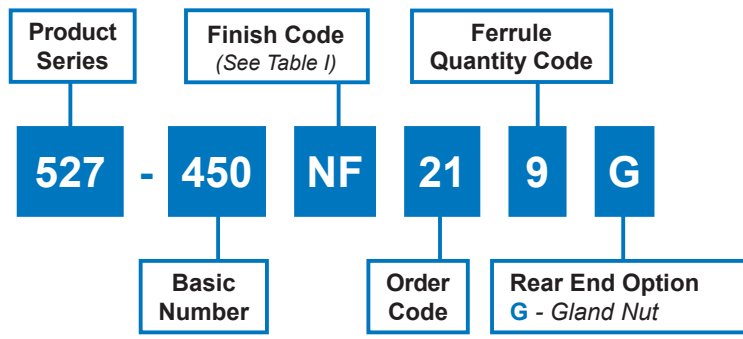 Product
Series
Finish Code
(See Table I)
Ferrule
Quantity Code
527 - 450 NF 21 9 G
Basic
Number
Order
Code
Rear End Option
G - Gland Nut